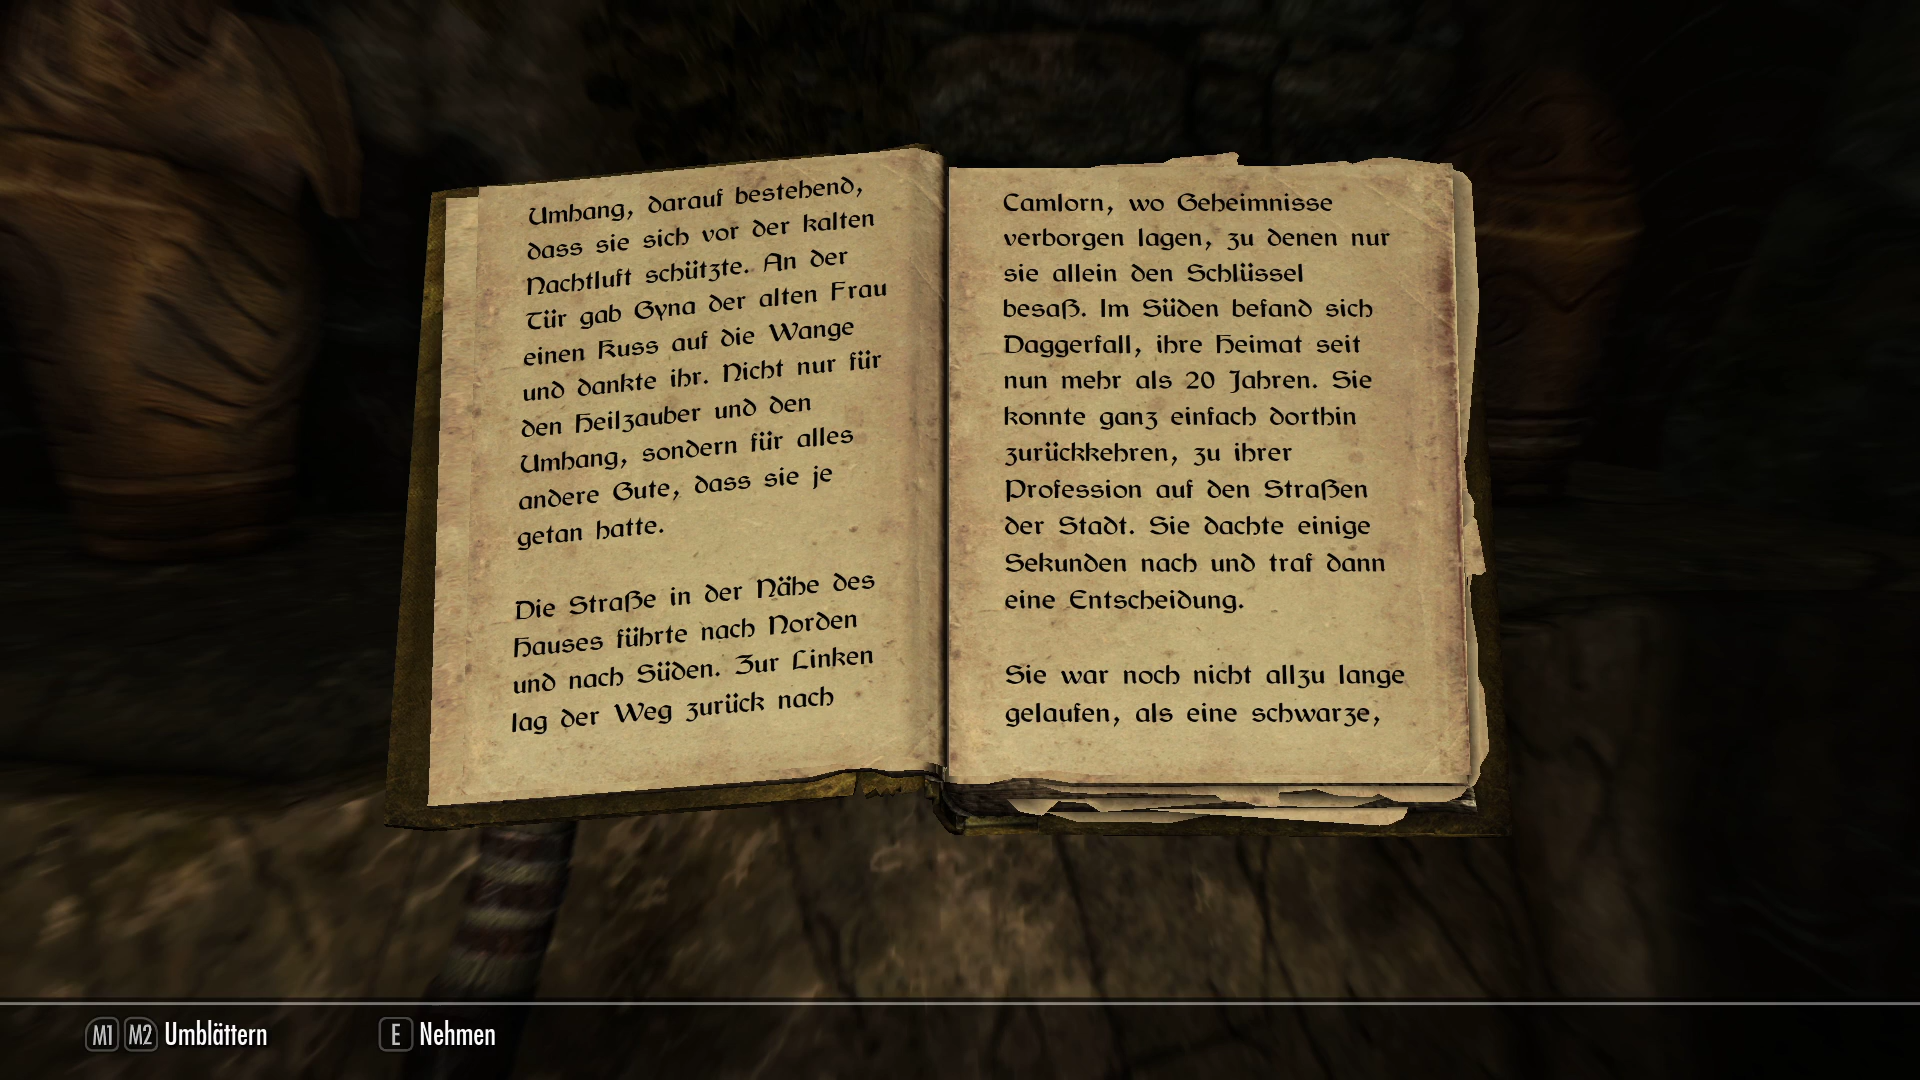 Umhang, darauf bestehend,
dass sie sich vor der kalten
Nachtluft schützte. An der
Tür gab Gyna der alten Frau
einen Kuss auf die Wange
und dankte ihr. Nicht nur für
den Heilzauber und den
Umhang, sondern für alles
andere Gute, dass sie je
getan hatte.
Die Straße in der Nähe des
Hauses führte nach Norden
und nach Süden. Zur Linken
lag der Weg zurück nach
Camlorn, wo Geheimnisse
verborgen lagen, zu denen nur
sie allein den Schlüssel
besaß. Im Süden befand sich
Daggerfall, ihre Heimat seit
nun mehr als 20 Jahren. Sie
konnte ganz einfach dorthin
zurückkehren, zu ihrer
Profession auf den Straßen
der Stadt. Sie dachte einige
Sekunden nach und traf dann
eine Entscheidung.
Sie war noch nicht allzu lange
gelaufen, als eine schwarze,
M1 M2 Umblättern E Nehmen